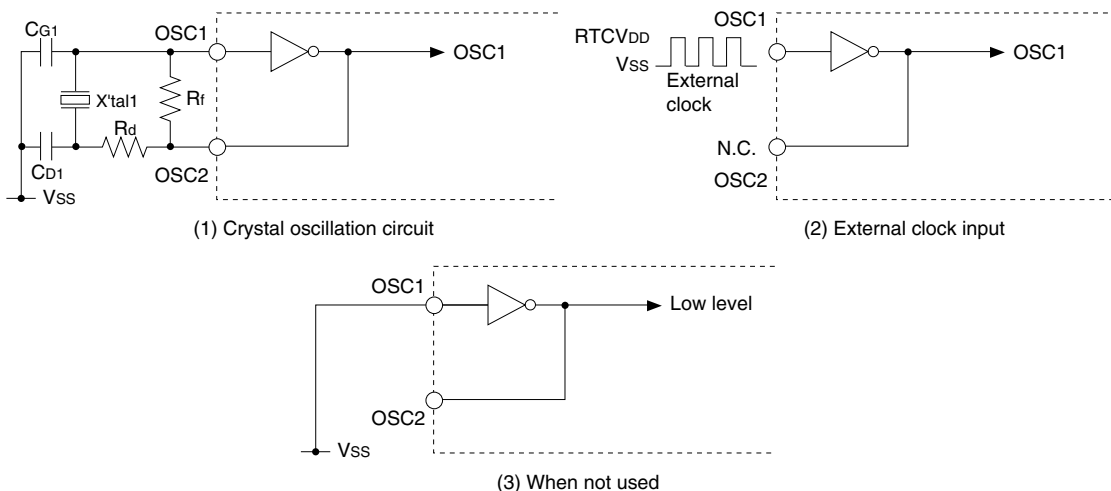 CG1
OSC1
OSC1
X'tal1
Rf
Rd
CD1
OSC2
VSS
(1) Crystal oscillation circuit
OSC1
RTCVDD
VSS
External
clock
OSC1
N.C.
OSC2
(2) External clock input
OSC1
Low level
OSC2
VSS
(3) When not used